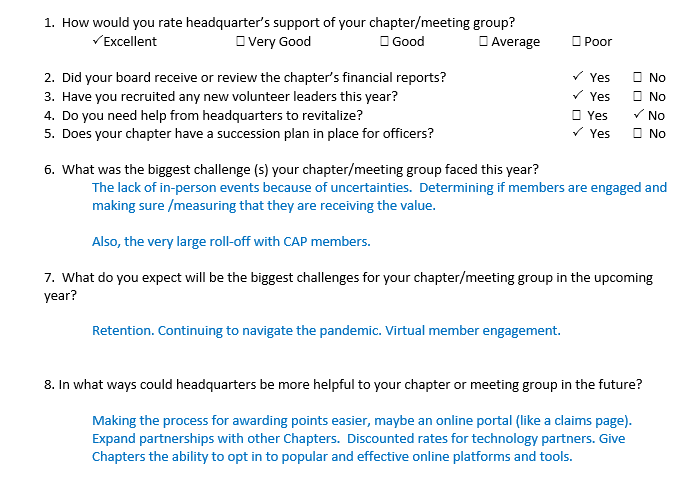 1. How would you rate headquarter's support of your chapter/meeting group?
✓Excellent ☐ Very Good ☐ Good ☐ Average ☐ Poor
2. Did your board receive or review the chapter's financial reports? ✓ Yes ☐ No
3. Have you recruited any new volunteer leaders this year? ✓ Yes ☐ No
4. Do you need help from headquarters to revitalize? ☐ Yes ✓ No
5. Does your chapter have a succession plan in place for officers? ✓ Yes ☐ No
6. What was the biggest challenge (s) your chapter/meeting group faced this year?
The lack of in-person events because of uncertainties. Determining if members are engaged and
making sure /measuring that they are receiving the value.
Also, the very large roll-off with CAP members.
7. What do you expect will be the biggest challenges for your chapter/meeting group in the upcoming
year?
Retention. Continuing to navigate the pandemic. Virtual member engagement.
8. In what ways could headquarters be more helpful to your chapter or meeting group in the future?
Making the process for awarding points easier, maybe an online portal (like a claims page).
Expand partnerships with other Chapters. Discounted rates for technology partners. Give
Chapters the ability to opt in to popular and effective online platforms and tools.